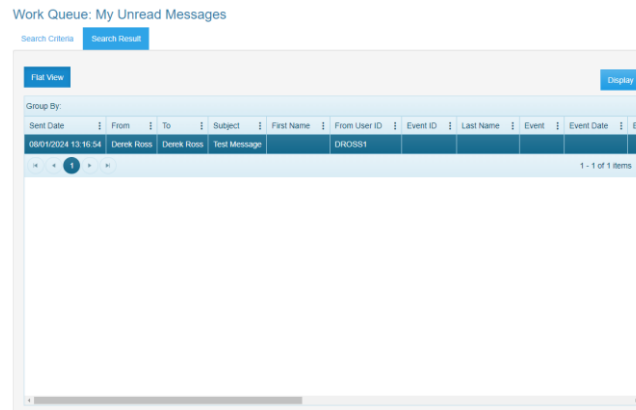 Work Queue: My Unread Messages
Search Criteria Search Result
Flat View Display
Group By:
Sent Date From To Subject First Name From User ID Event ID Last Name Event Event Date E
08/01/2024 13:16:54 Derek Ross Derek Ross Test Message DROSS1
1 1 - 1 of 1 items